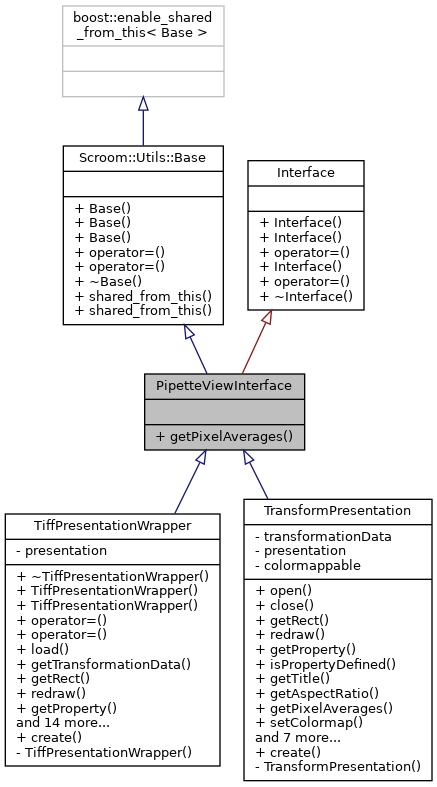 boost::enable_shared
_from_this< Base >
Scroom::Utils::Base
+ Base()
+ Base()
+ Base()
+ operator=()
+ operator=()
+ ~Base()
+ shared_from_this()
+ shared_from_this()
Interface
+ Interface()
+ Interface()
+ operator=()
+ Interface()
+ operator=()
+ ~Interface()
PipetteViewInterface
+ getPixelAverages()
TiffPresentationWrapper
- presentation
+ ~TiffPresentationWrapper()
+ TiffPresentationWrapper()
+ TiffPresentationWrapper()
+ operator=()
+ operator=()
+ load()
+ getTransformationData()
+ getRect()
+ redraw()
+ getProperty()
and 14 more...
+ create()
- TiffPresentationWrapper()
TransformPresentation
- transformationData
- presentation
- colormappable
+ open()
+ close()
+ getRect()
+ redraw()
+ getProperty()
+ isPropertyDefined()
+ getTitle()
+ getAspectRatio()
+ getPixelAverages()
+ setColormap()
and 7 more...
+ create()
- TransformPresentation()